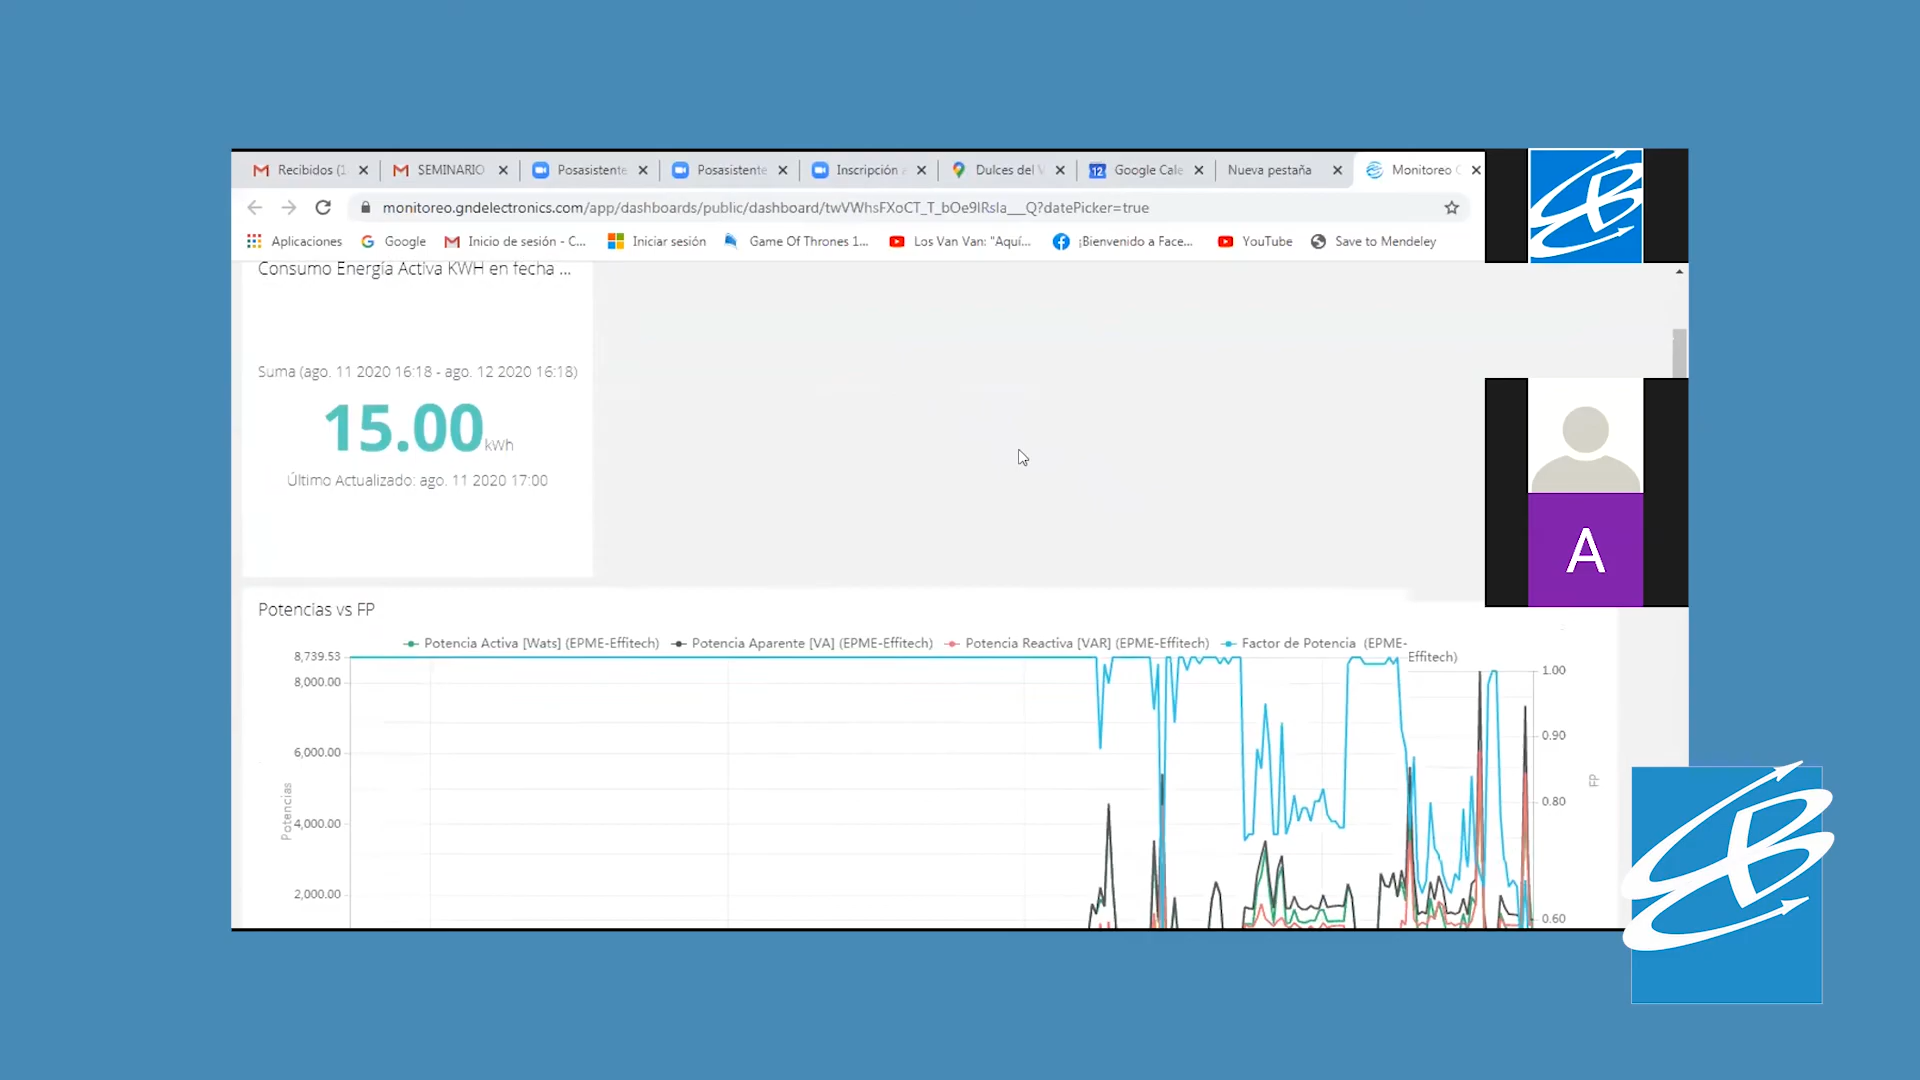 Recibidos (1
SEMINARIO
Posasistente
Posasistente
Inscripción a
Dulces del V
12
Google Cale
Nueva pestaña
Monitoreo C
monitoreo.gndelectronics.com/app/dashboards/public/dashboard/twVWhsFXoCT_T_bOe9lRsla___Q?datePicker=true
Aplicaciones
Google
Inicio de sesión - C...
Iniciar sesión
Game Of Thrones 1...
Los Van Van: "Aquí...
¡Bienvenido a Face...
YouTube
Save to Mendeley
Consumo Energía Activa KWH en fecha ...
Suma (ago. 11 2020 16:18 - ago. 12 2020 16:18)
15.00 kWh
Último Actualizado: ago. 11 2020 17:00
A
Potencias vs FP
Potencia Activa [Wats] (EPME-Effitech)
Potencia Aparente [VA] (EPME-Effitech)
Potencia Reactiva [VAR] (EPME-Effitech)
Factor de Potencia (EPME-
Effitech)
8,739.53
8,000.00
6,000.00
4,000.00
2,000.00
Potencias
1.00
0.90
0.80
0.60
FP